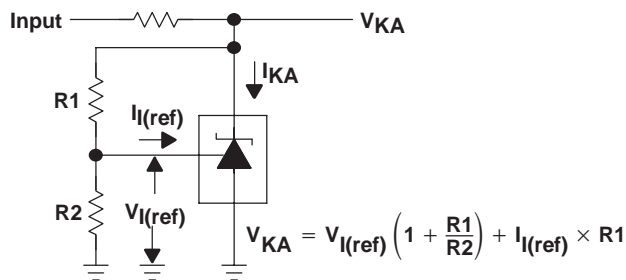 Input
VKA
IKA
R1
II(ref)
R2
VI(ref)
VKA = VI(ref) (1 + R1/R2) + II(ref) × R1